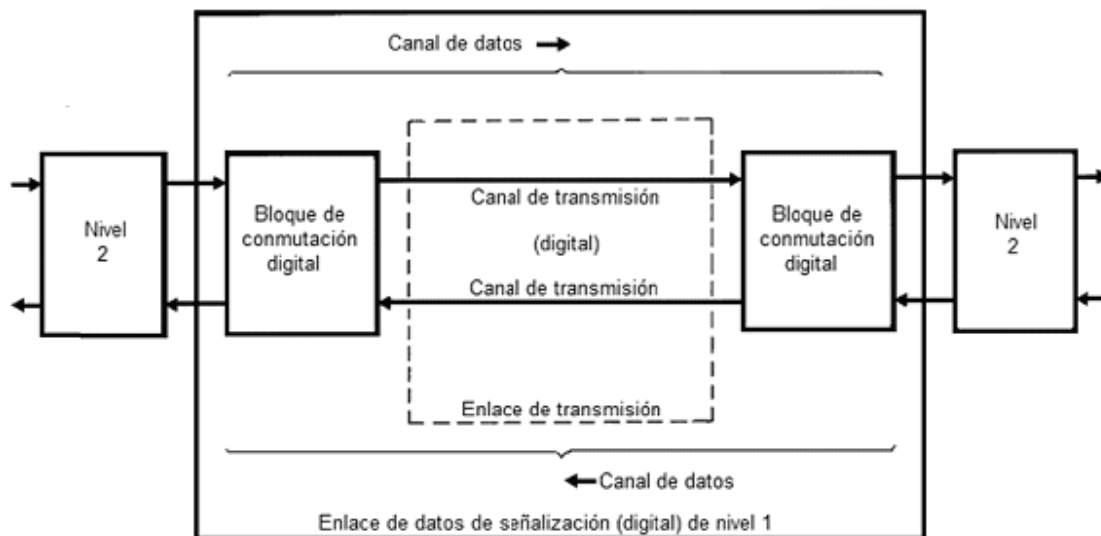 Canal de datos
Nivel
2
Bloque de
conmutación
digital
Canal de transmisión
(digital)
Canal de transmisión
Bloque de
conmutación
digital
Nivel
2
Enlace de transmisión
Canal de datos
Enlace de datos de señalización (digital) de nivel 1